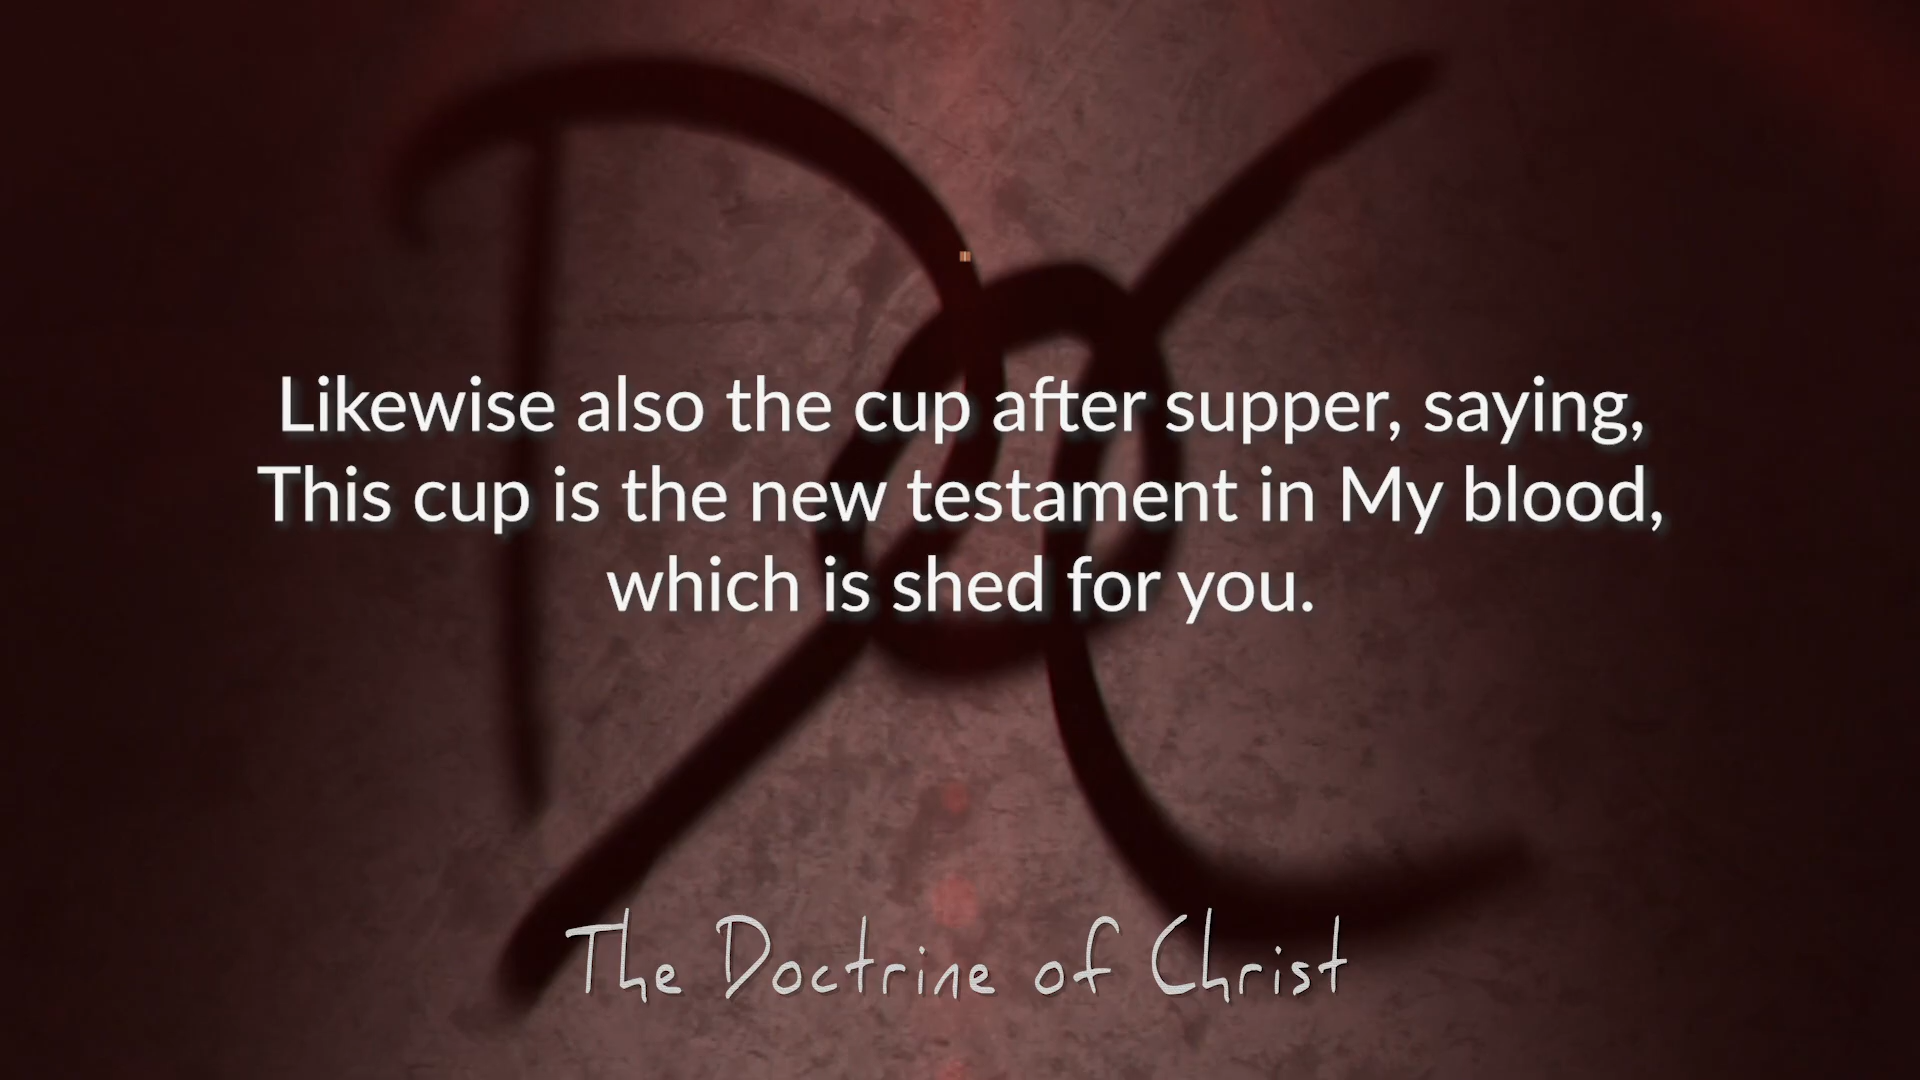 Likewise also the cup after supper, saying,
This cup is the new testament in My blood,
which is shed for you.
The Doctrine of Christ